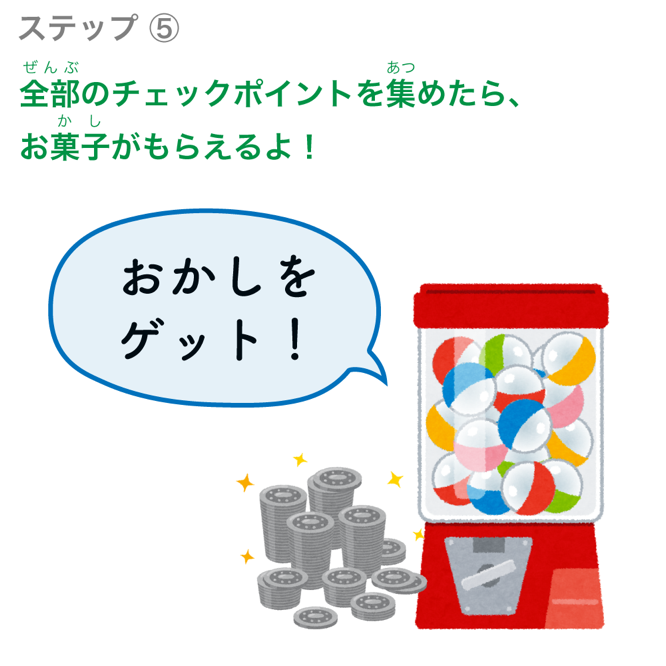 ステップ ⑤
ぜんぶ あつ
全部のチェックポイントを集めたら、
かし
お菓子がもらえるよ！
おかしを
ゲット！